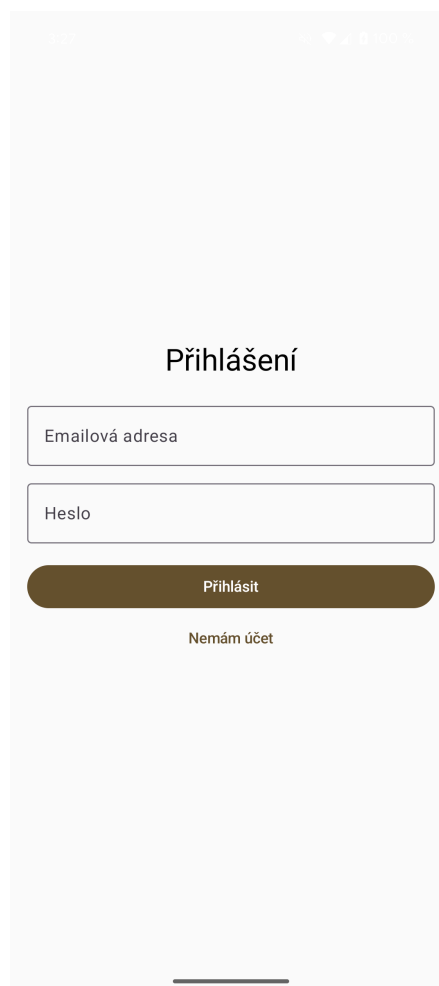 Přihlášení
Emailová adresa
Heslo
Přihlásit
Nemám účet